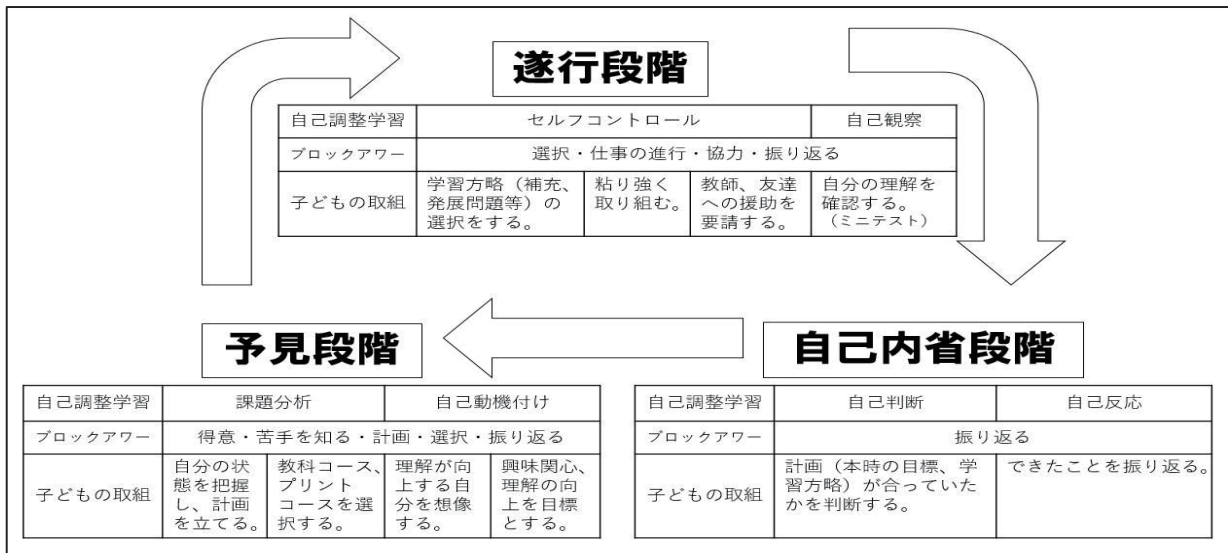 遂行段階
自己調整学習 セルフコントロール 自己観察
ブロックアワー 選択・仕事の進行・協力・振り返る
子どもの取組
学習方略（補充、
発展問題等）の
選択をする。
粘り強く
取り組む。
教師、友達
への援助を
要請する。
自分の理解を
確認する。
（ミニテスト）
予見段階
自己調整学習 課題分析 自己動機付け
ブロックアワー 得意・苦手を知る・計画・選択・振り返る
子どもの取組
自分の状
態を把握
し、計画
を立てる。
教科コース、
プリント
コースを選
択する。
理解が向
上する自
分を想像
する。
興味関心、
理解の向
上を目標
とする。
自己内省段階
自己調整学習 自己判断 自己反応
ブロックアワー 振り返る
子どもの取組
計画（本時の目標、学
習方略）が合っていた
かを判断する。
できたことを振り返る。